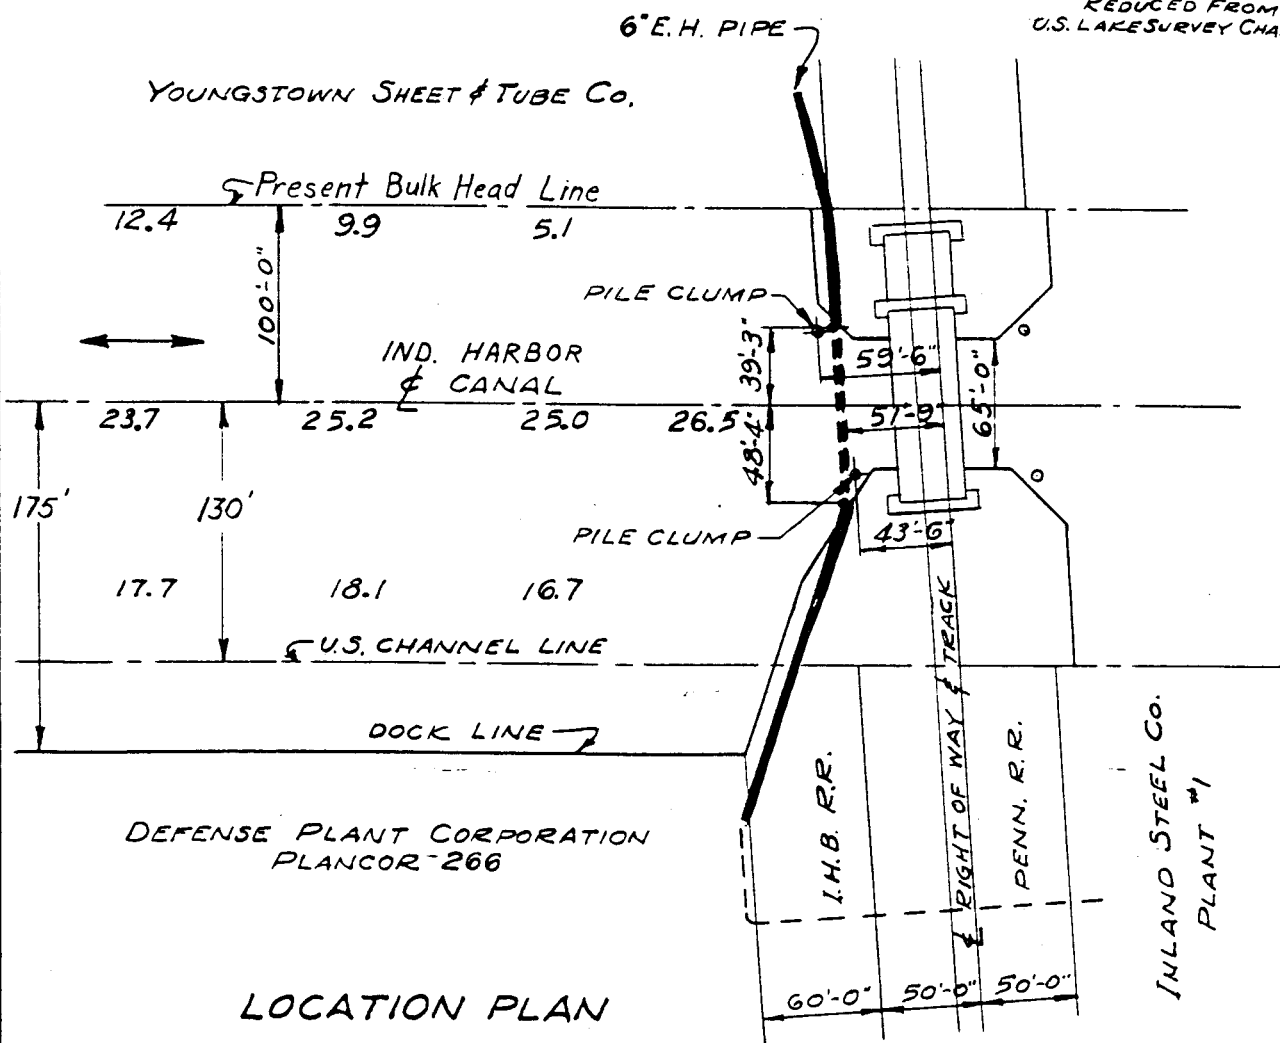 REDUCED FROM
U.S. LAKE SURVEY CHA
6" E.H. PIPE
YOUNGSTOWN SHEET & TUBE CO.
Present Bulk Head Line
12.4 9.9 5.1
100'-0"
PILE CLUMP
IND. HARBOR
℄ CANAL
39'-3"
59'-6"
65'-0"
23.7 25.2 25.0 26.5
57'-9"
48'-4"
175'
130'
PILE CLUMP
43'-6"
17.7 18.1 16.7
U.S. CHANNEL LINE
DOCK LINE
DEFENSE PLANT CORPORATION
PLANCOR-266
I.H.B. R.R.
℄ RIGHT OF WAY ℄ TRACK
PENN. R.R.
INLAND STEEL CO.
PLANT #1
60'-0" 50'-0" 50'-0"
LOCATION PLAN